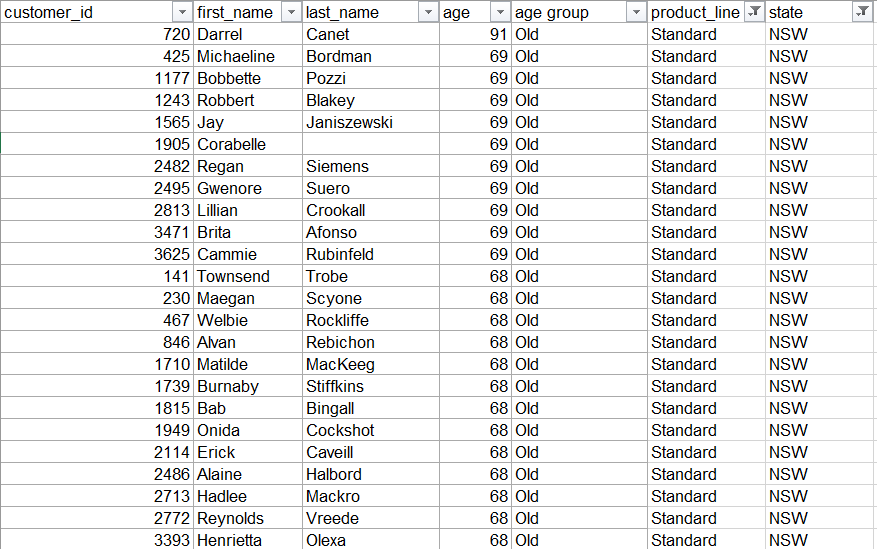 customer_id first_name last_name age age group product_line state
720 Darrel Canet 91 Old Standard NSW
425 Michaeline Bordman 69 Old Standard NSW
1177 Bobbette Pozzi 69 Old Standard NSW
1243 Robbert Blakey 69 Old Standard NSW
1565 Jay Janiszewski 69 Old Standard NSW
1905 Corabelle 69 Old Standard NSW
2482 Regan Siemens 69 Old Standard NSW
2495 Gwenore Suero 69 Old Standard NSW
2813 Lillian Crookall 69 Old Standard NSW
3471 Brita Afonso 69 Old Standard NSW
3625 Cammie Rubinfeld 69 Old Standard NSW
141 Townsend Trobe 68 Old Standard NSW
230 Maegan Scyone 68 Old Standard NSW
467 Welbie Rockliffe 68 Old Standard NSW
846 Alvan Rebichon 68 Old Standard NSW
1710 Matilde MacKeeg 68 Old Standard NSW
1739 Burnaby Stiffkins 68 Old Standard NSW
1815 Bab Bingall 68 Old Standard NSW
1949 Onida Cockshot 68 Old Standard NSW
2114 Erick Caveill 68 Old Standard NSW
2486 Alaine Halbord 68 Old Standard NSW
2713 Hadlee Mackro 68 Old Standard NSW
2772 Reynolds Vreede 68 Old Standard NSW
3393 Henrietta Olexa 68 Old Standard NSW